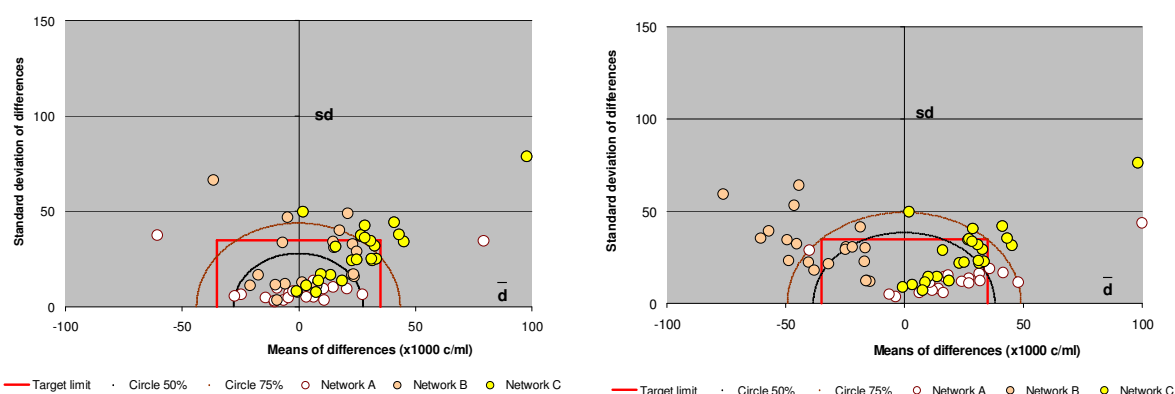 150
100
50
0
-100
-50
0
50
100
Standard deviation of differences
sd
d
Means of differences (x1000 c/ml)
Target limit
Circle 50%
Circle 75%
Network A
Network B
Network C
150
100
50
0
-100
-50
0
50
100
Standard deviation of differences
sd
d
Means of differences (x1000 c/ml)
Target limit
Circle 50%
Circle 75%
Network A
Network B
Network C